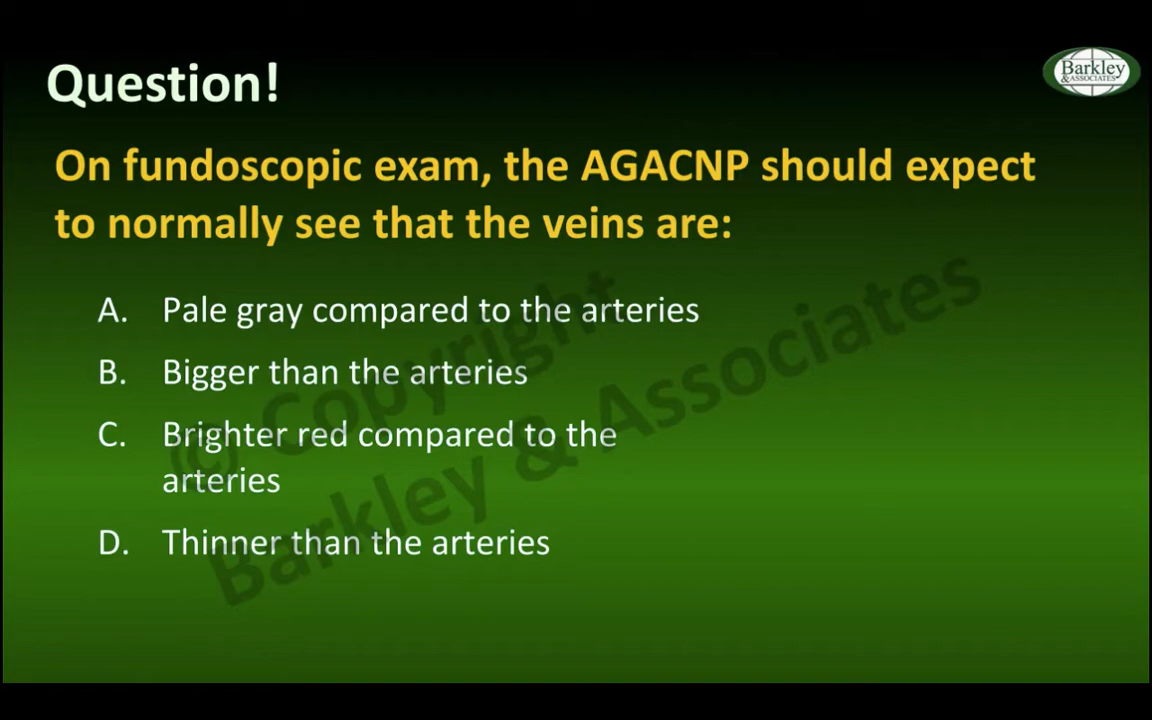 Question!
Barkley
& ASSOCIATES
On fundoscopic exam, the AGACNP should expect
to normally see that the veins are:
A. Pale gray compared to the arteries
B. Bigger than the arteries
C. Brighter red compared to the
arteries
D. Thinner than the arteries
© Copyright
Barkley & Associates